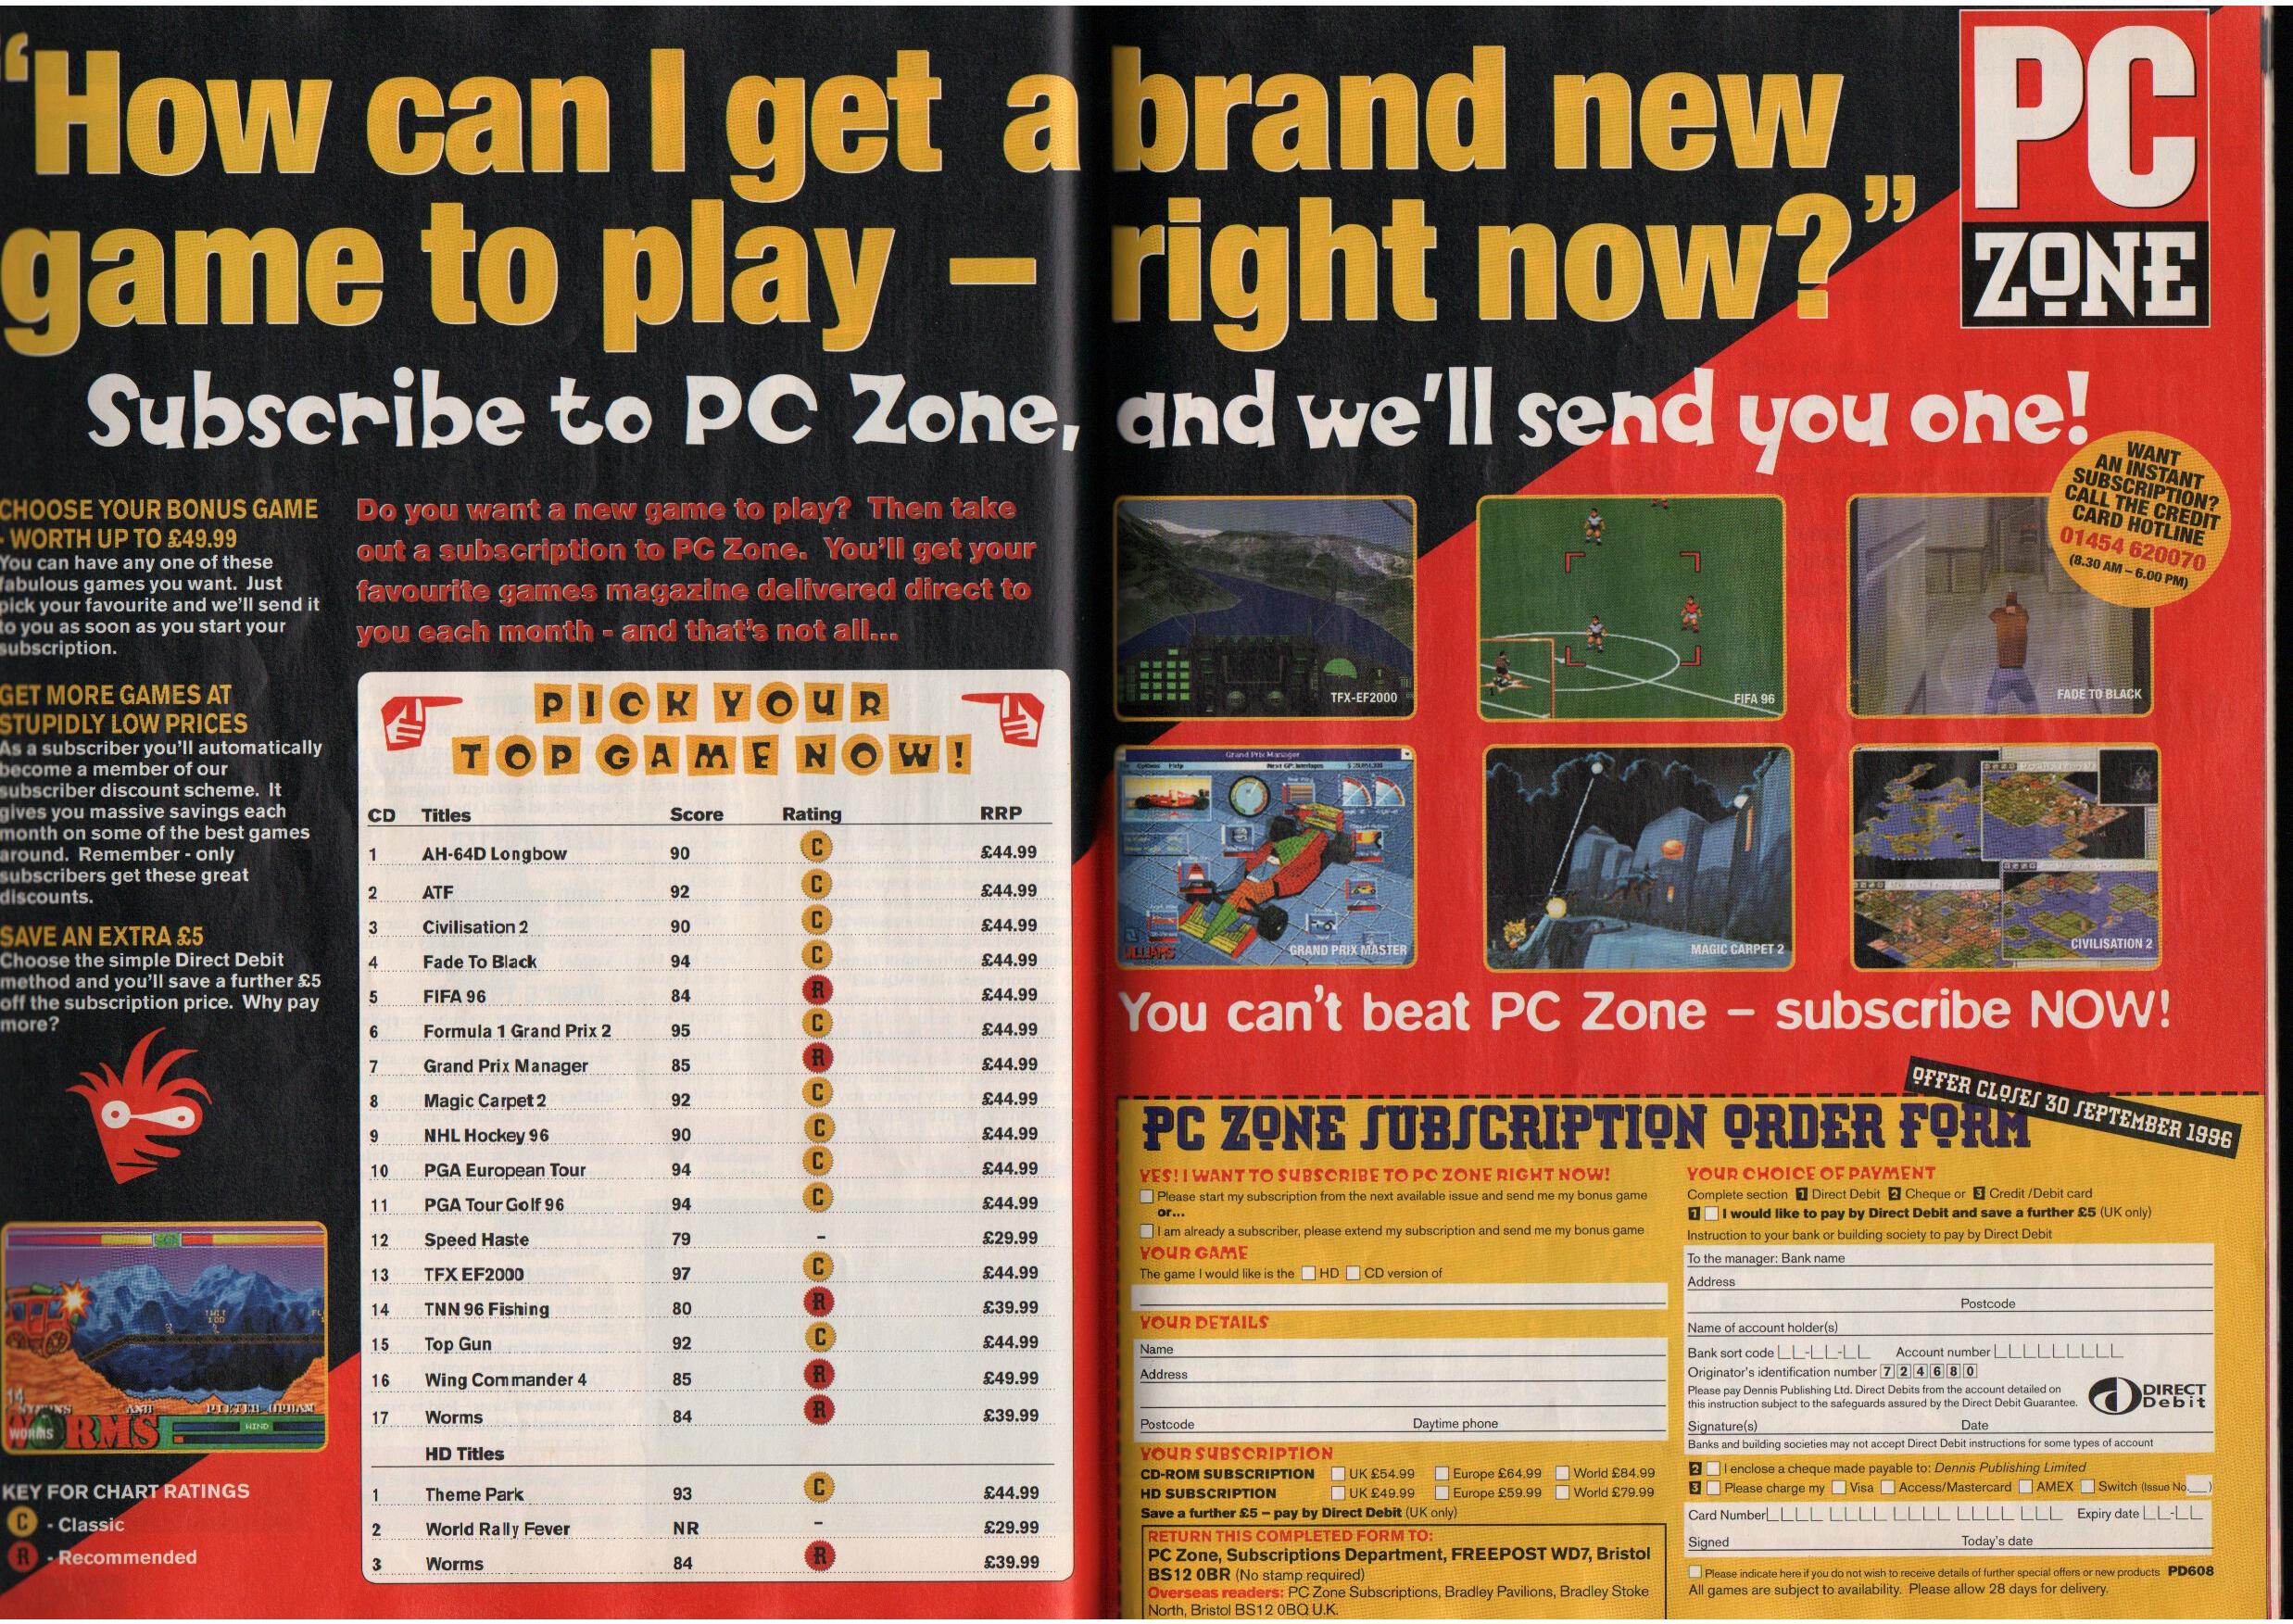 “How can I get a brand new
game to play – right now?”
PC
ZONE
Subscribe to PC Zone, and we'll send you one!
CHOOSE YOUR BONUS GAME
- WORTH UP TO £49.99
You can have any one of these
fabulous games you want. Just
pick your favourite and we'll send it
to you as soon as you start your
subscription.
GET MORE GAMES AT
STUPIDLY LOW PRICES
As a subscriber you'll automatically
become a member of our
subscriber discount scheme. It
gives you massive savings each
month on some of the best games
around. Remember - only
subscribers get these great
discounts.
SAVE AN EXTRA £5
Choose the simple Direct Debit
method and you'll save a further £5
off the subscription price. Why pay
more?
WORMS
WIND
WORMS
KEY FOR CHART RATINGS
C - Classic
R - Recommended
Do you want a new game to play? Then take
out a subscription to PC Zone. You'll get your
favourite games magazine delivered direct to
you each month - and that's not all...
PICK YOUR
TOP GAME NOW!
CD Titles Score Rating RRP
1 AH-64D Longbow 90 C £44.99
2 ATF 92 C £44.99
3 Civilisation 2 90 C £44.99
4 Fade To Black 94 C £44.99
5 FIFA 96 84 R £44.99
6 Formula 1 Grand Prix 2 95 C £44.99
7 Grand Prix Manager 85 R £44.99
8 Magic Carpet 2 92 C £44.99
9 NHL Hockey 96 90 C £44.99
10 PGA European Tour 94 C £44.99
11 PGA Tour Golf 96 94 C £44.99
12 Speed Haste 79 - £29.99
13 TFX EF2000 97 C £44.99
14 TNN 96 Fishing 80 R £39.99
15 Top Gun 92 C £44.99
16 Wing Commander 4 85 R £49.99
17 Worms 84 R £39.99
HD Titles
1 Theme Park 93 C £44.99
2 World Rally Fever NR - £29.99
3 Worms 84 R £39.99
WANT
AN INSTANT
SUBSCRIPTION?
CALL THE CREDIT
CARD HOTLINE
01454 620070
(8.30 AM – 6.00 PM)
TFX-EF2000
FIFA 96
FADE TO BLACK
Grand Prix Manager
Options Help
GRAND PRIX MASTER
MAGIC CARPET 2
CIVILISATION 2
You can't beat PC Zone – subscribe NOW!
OFFER CLOSES 30 SEPTEMBER 1996
PC ZONE SUBSCRIPTION ORDER FORM
YES! I WANT TO SUBSCRIBE TO PC ZONE RIGHT NOW!
Please start my subscription from the next available issue and send me my bonus game
or...
I am already a subscriber, please extend my subscription and send me my bonus game
YOUR GAME
The game I would like is the HD CD version of
YOUR DETAILS
Name
Address
Postcode Daytime phone
YOUR SUBSCRIPTION
CD-ROM SUBSCRIPTION UK £54.99 Europe £64.99 World £84.99
HD SUBSCRIPTION UK £49.99 Europe £59.99 World £79.99
Save a further £5 – pay by Direct Debit (UK only)
RETURN THIS COMPLETED FORM TO:
PC Zone, Subscriptions Department, FREEPOST WD7, Bristol
BS12 0BR (No stamp required)
Overseas readers: PC Zone Subscriptions, Bradley Pavilions, Bradley Stoke
North, Bristol BS12 0BQ U.K.
YOUR CHOICE OF PAYMENT
Complete section 1 Direct Debit 2 Cheque or 3 Credit /Debit card
1 I would like to pay by Direct Debit and save a further £5 (UK only)
Instruction to your bank or building society to pay by Direct Debit
To the manager: Bank name
Address
Postcode
Name of account holder(s)
Bank sort code Account number
Originator's identification number 724680
Please pay Dennis Publishing Ltd. Direct Debits from the account detailed on
this instruction subject to the safeguards assured by the Direct Debit Guarantee.
DIRECT
Debit
Signature(s) Date
Banks and building societies may not accept Direct Debit instructions for some types of account
2 I enclose a cheque made payable to: Dennis Publishing Limited
3 Please charge my Visa Access/Mastercard AMEX Switch (Issue No. )
Card Number Expiry date
Signed Today's date
Please indicate here if you do not wish to receive details of further special offers or new products PD608
All games are subject to availability. Please allow 28 days for delivery.